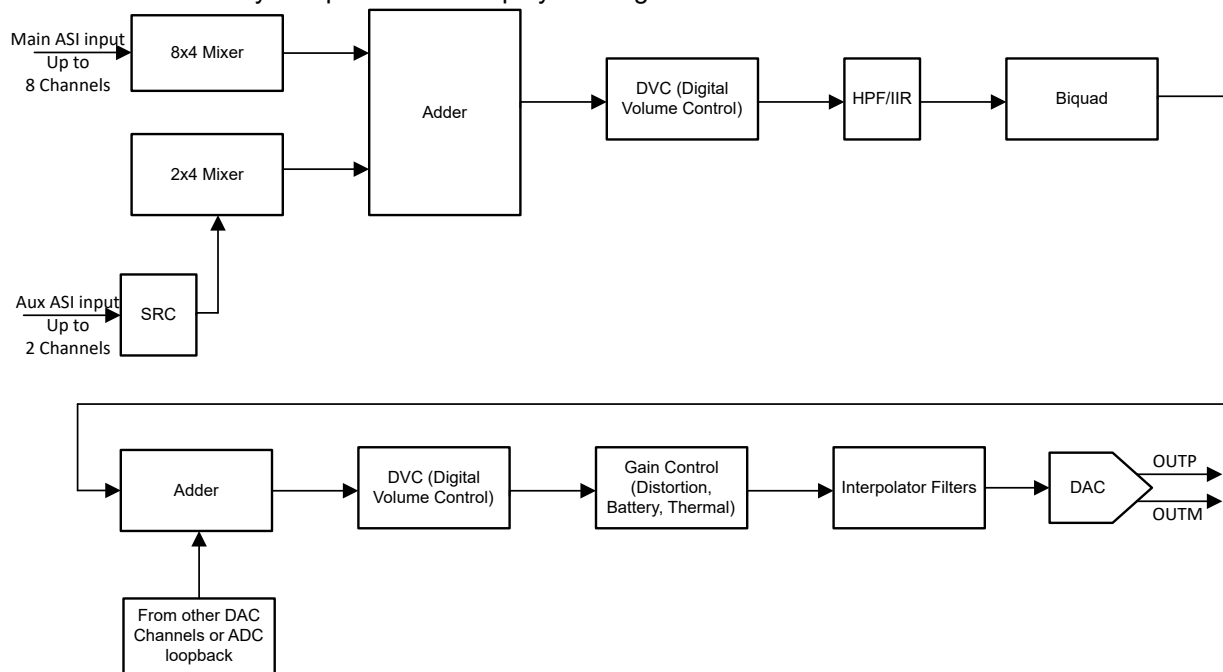 Main ASI input
Up to
8 Channels
8x4 Mixer
Adder
DVC (Digital
Volume Control)
HPF/IIR
Biquad
2x4 Mixer
Aux ASI input
Up to
2 Channels
SRC
Adder
DVC (Digital
Volume Control)
Gain Control
(Distortion,
Battery, Thermal)
Interpolator Filters
DAC
OUTP
OUTM
From other DAC
Channels or ADC
loopback